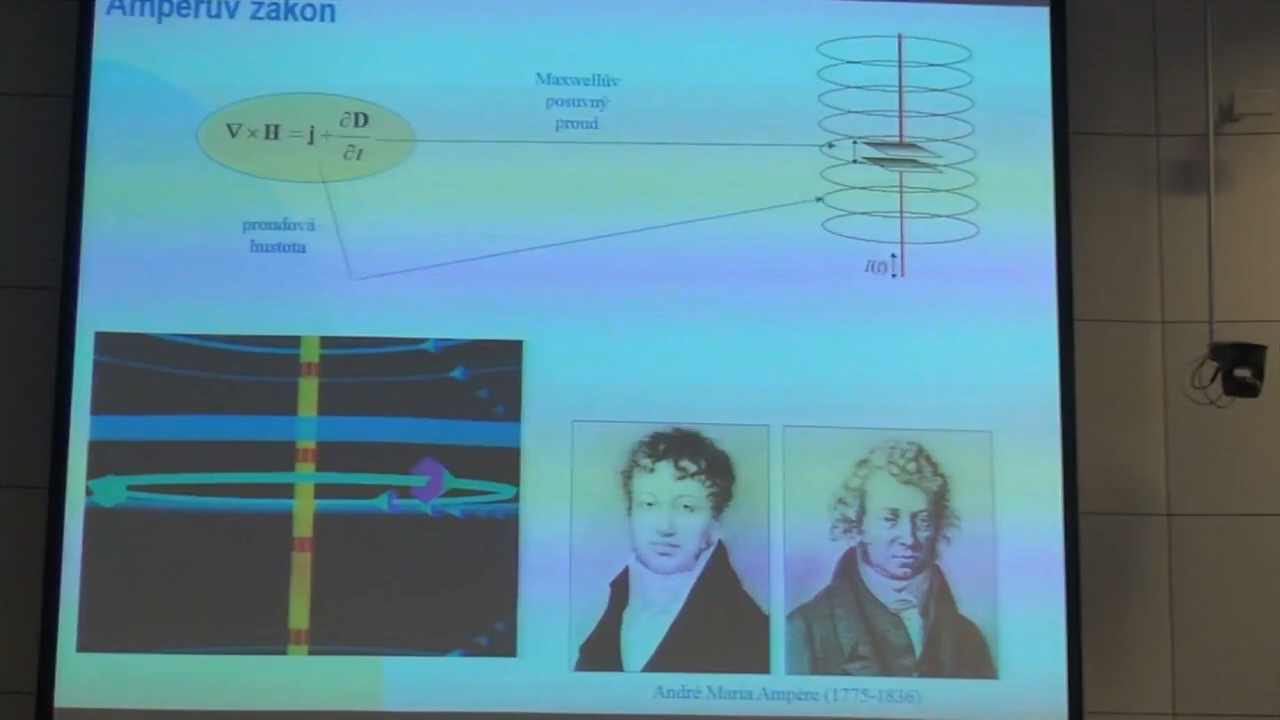 Ampérův zákon
Maxwellův
posuvný
proud
∇×H = j + ∂D/∂t
proudová
hustota
I(t)
André Maria Ampére (1775-1836)